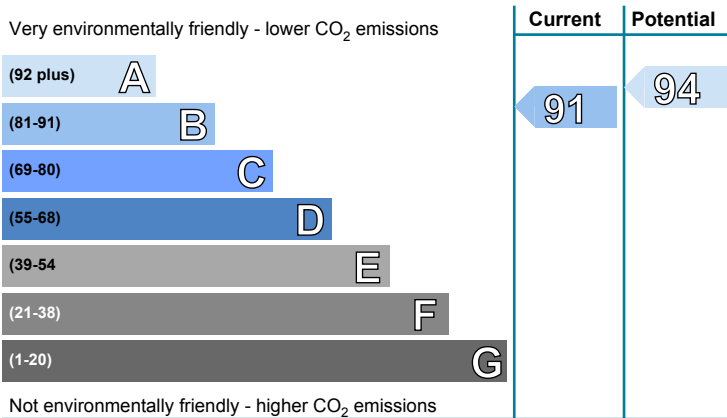 Very environmentally friendly - lower CO2 emissions
Current
Potential
(92 plus) A
(81-91) B
(69-80) C
(55-68) D
(39-54 E
(21-38) F
(1-20) G
91
94
Not environmentally friendly - higher CO2 emissions